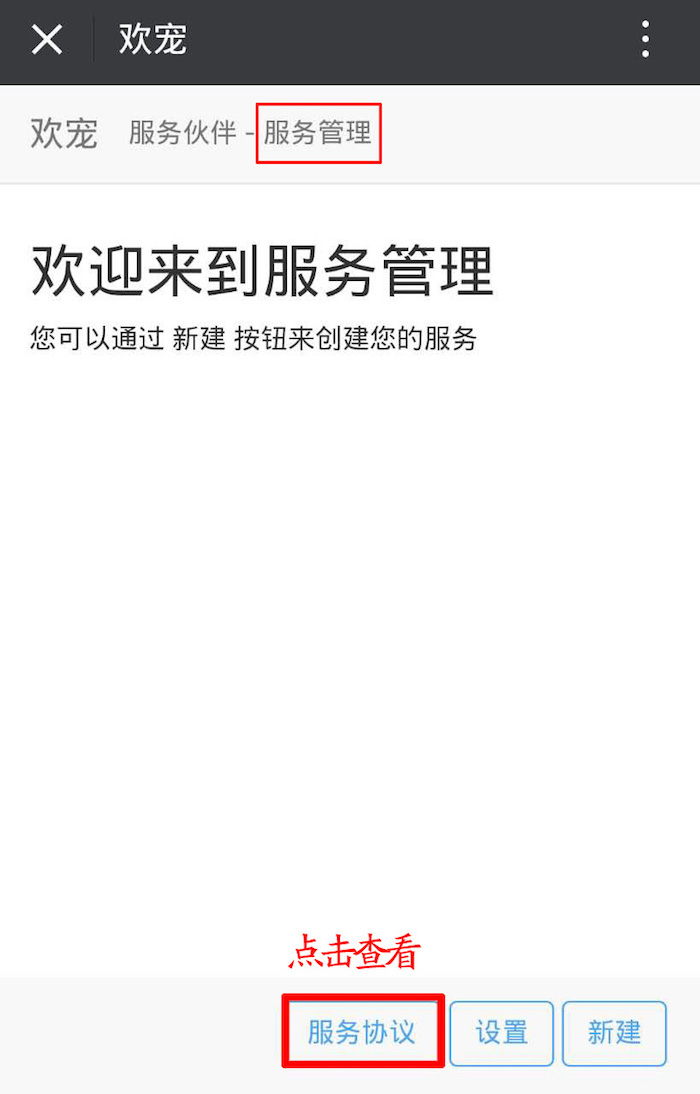 欢宠
欢宠 服务伙伴 - 服务管理
欢迎来到服务管理
您可以通过 新建 按钮来创建您的服务
点击查看
服务协议 设置 新建